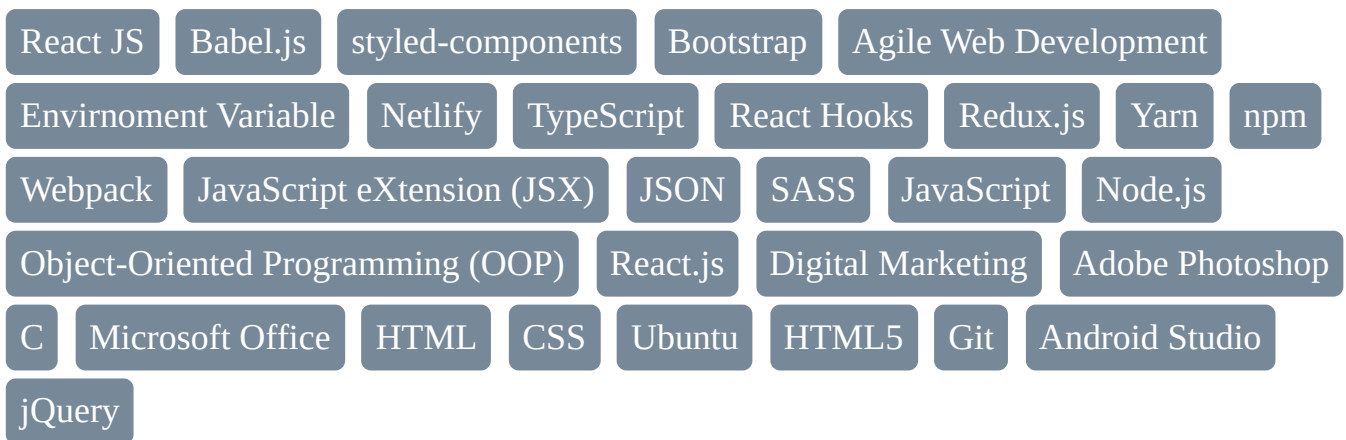 React JS Babel.js styled-components Bootstrap Agile Web Development
Envirnoment Variable Netlify TypeScript React Hooks Redux.js Yarn npm
Webpack JavaScript eXtension (JSX) JSON SASS JavaScript Node.js
Object-Oriented Programming (OOP) React.js Digital Marketing Adobe Photoshop
C Microsoft Office HTML CSS Ubuntu HTML5 Git Android Studio
jQuery